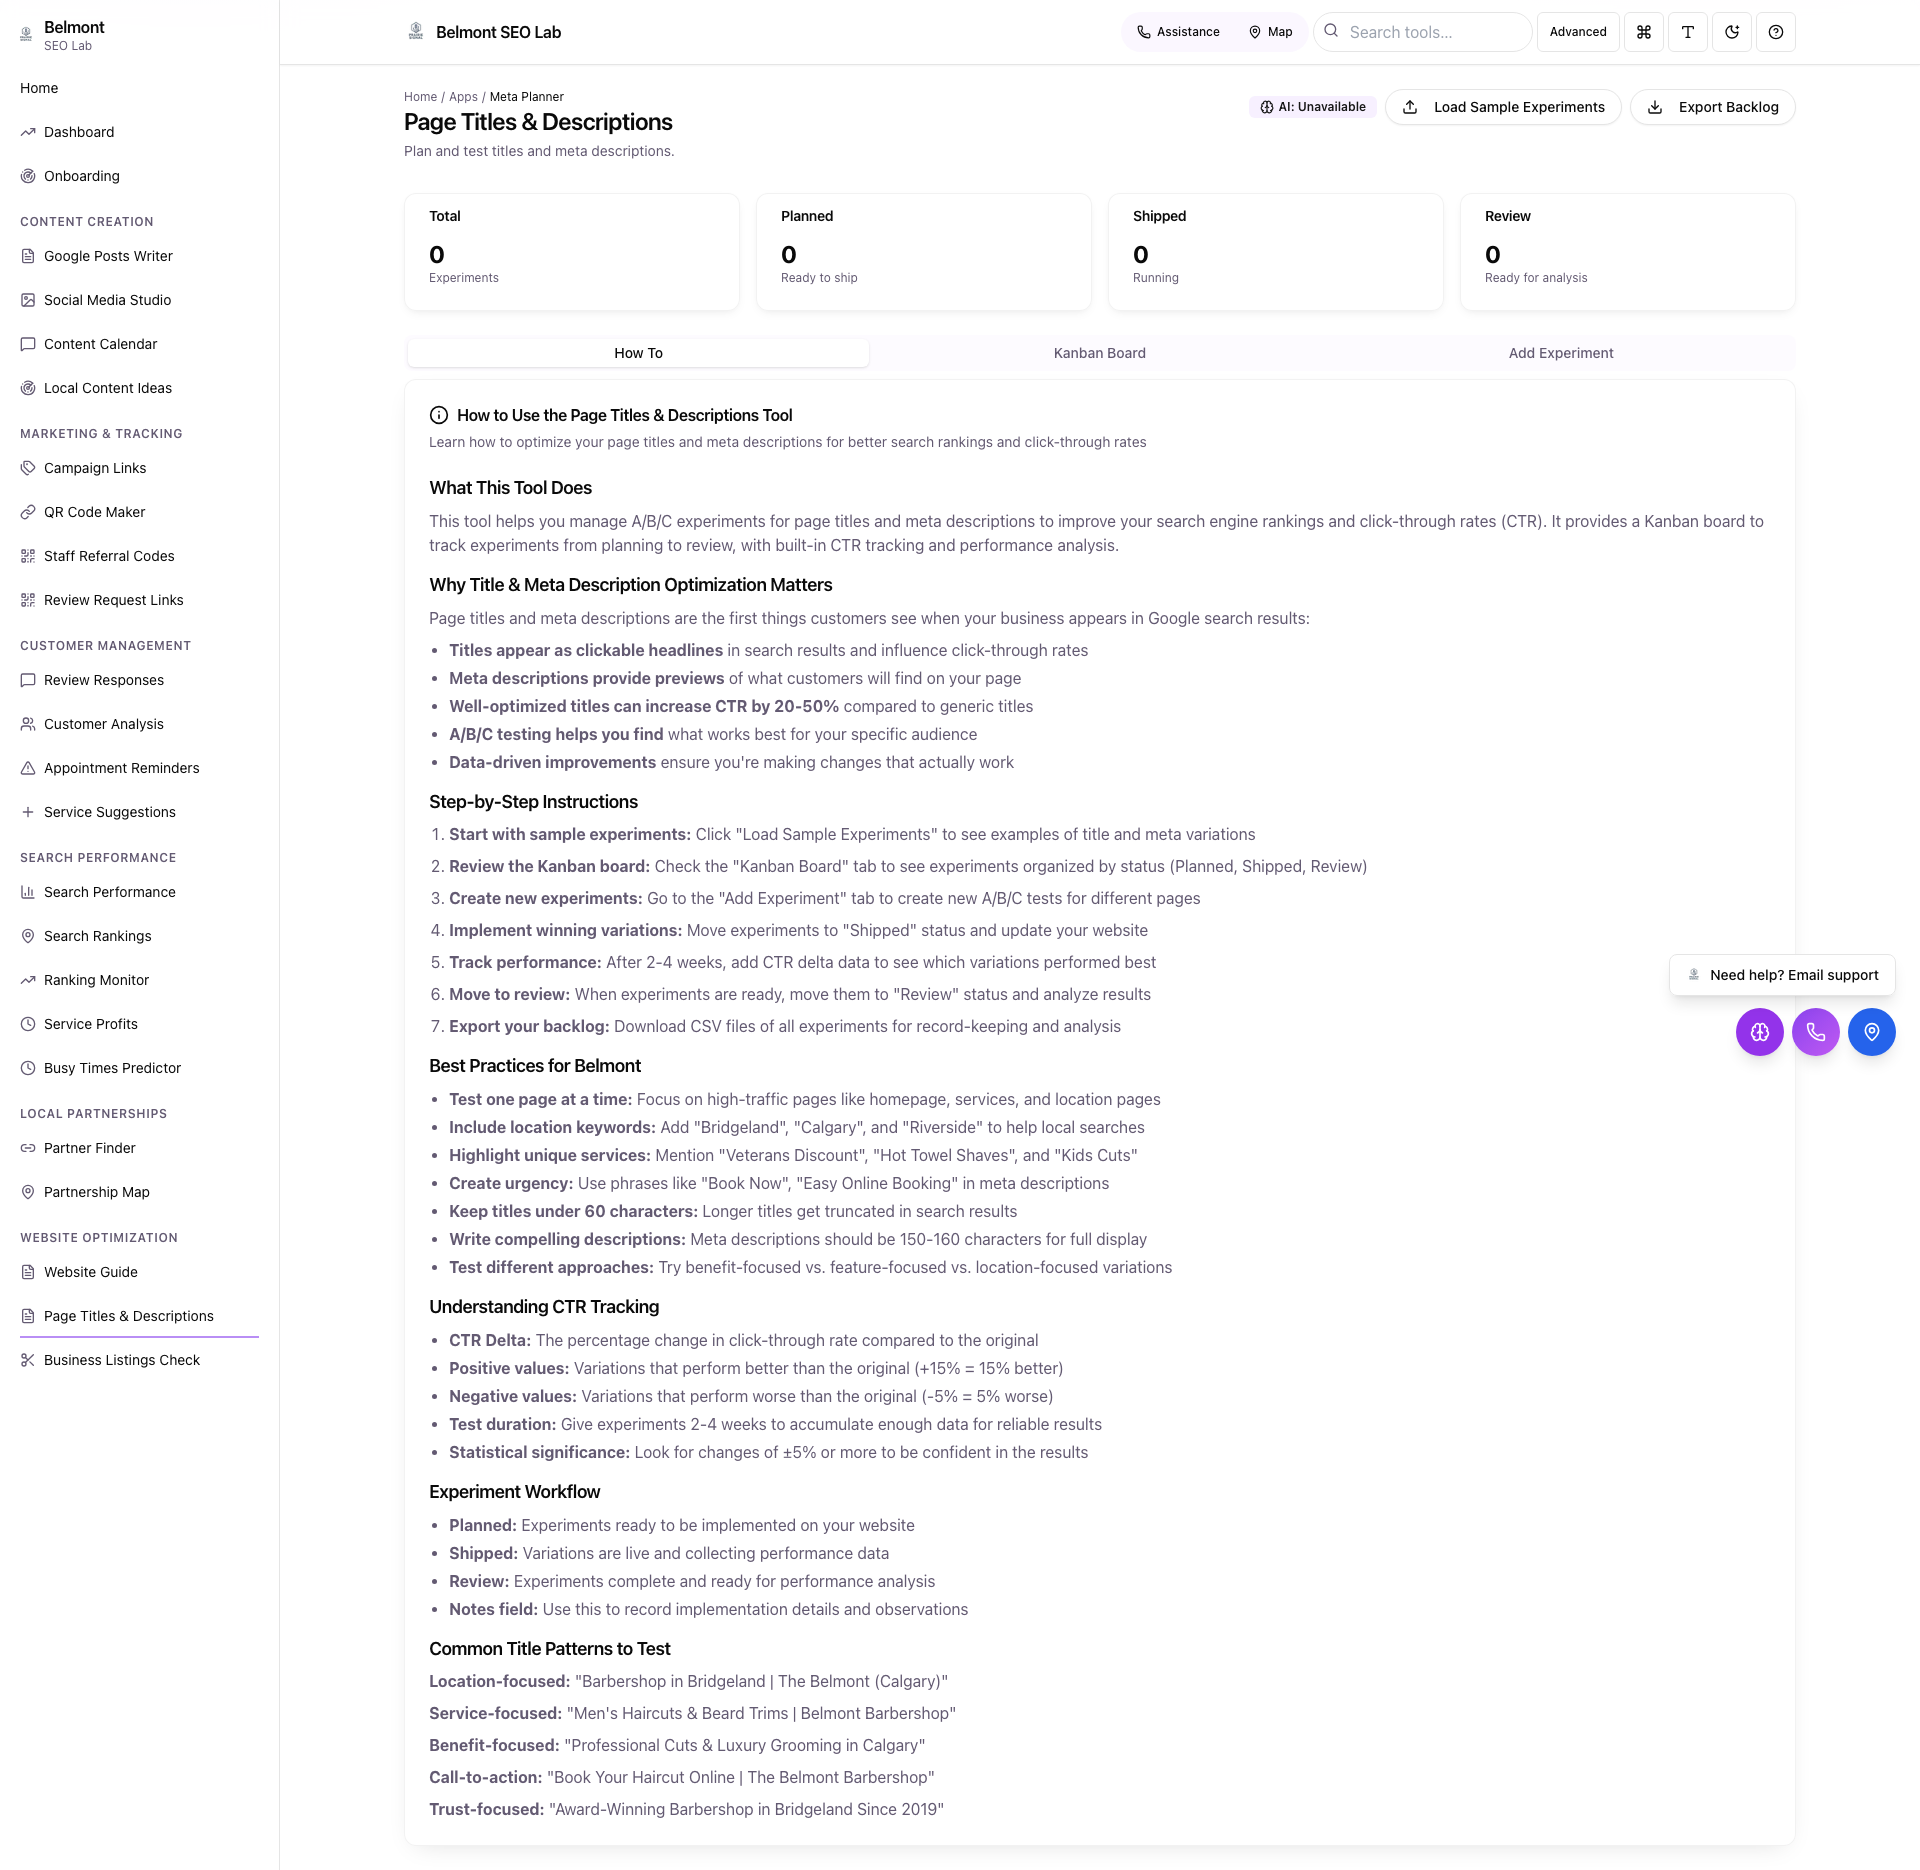 Belmont
SEO Lab
Home
Dashboard
Onboarding
CONTENT CREATION
Google Posts Writer
Social Media Studio
Content Calendar
Local Content Ideas
MARKETING & TRACKING
Campaign Links
QR Code Maker
Staff Referral Codes
Review Request Links
CUSTOMER MANAGEMENT
Review Responses
Customer Analysis
Appointment Reminders
Service Suggestions
SEARCH PERFORMANCE
Search Performance
Search Rankings
Ranking Monitor
Service Profits
Busy Times Predictor
LOCAL PARTNERSHIPS
Partner Finder
Partnership Map
WEBSITE OPTIMIZATION
Website Guide
Page Titles & Descriptions
Business Listings Check
Belmont SEO Lab
Assistance
Map
Search tools...
Advanced
Home / Apps / Meta Planner
Page Titles & Descriptions
Plan and test titles and meta descriptions.
AI: Unavailable
Load Sample Experiments
Export Backlog
Total
0
Experiments
Planned
0
Ready to ship
Shipped
0
Running
Review
0
Ready for analysis
How To
Kanban Board
Add Experiment
How to Use the Page Titles & Descriptions Tool
Learn how to optimize your page titles and meta descriptions for better search rankings and click-through rates
What This Tool Does
This tool helps you manage A/B/C experiments for page titles and meta descriptions to improve your search engine rankings and click-through rates (CTR). It provides a Kanban board to
track experiments from planning to review, with built-in CTR tracking and performance analysis.
Why Title & Meta Description Optimization Matters
Page titles and meta descriptions are the first things customers see when your business appears in Google search results:
• Titles appear as clickable headlines in search results and influence click-through rates
• Meta descriptions provide previews of what customers will find on your page
• Well-optimized titles can increase CTR by 20-50% compared to generic titles
• A/B/C testing helps you find what works best for your specific audience
• Data-driven improvements ensure you're making changes that actually work
Step-by-Step Instructions
1. Start with sample experiments: Click "Load Sample Experiments" to see examples of title and meta variations
2. Review the Kanban board: Check the "Kanban Board" tab to see experiments organized by status (Planned, Shipped, Review)
3. Create new experiments: Go to the "Add Experiment" tab to create new A/B/C tests for different pages
4. Implement winning variations: Move experiments to "Shipped" status and update your website
5. Track performance: After 2-4 weeks, add CTR delta data to see which variations performed best
6. Move to review: When experiments are ready, move them to "Review" status and analyze results
7. Export your backlog: Download CSV files of all experiments for record-keeping and analysis
Best Practices for Belmont
• Test one page at a time: Focus on high-traffic pages like homepage, services, and location pages
• Include location keywords: Add "Bridgeland", "Calgary", and "Riverside" to help local searches
• Highlight unique services: Mention "Veterans Discount", "Hot Towel Shaves", and "Kids Cuts"
• Create urgency: Use phrases like "Book Now", "Easy Online Booking" in meta descriptions
• Keep titles under 60 characters: Longer titles get truncated in search results
• Write compelling descriptions: Meta descriptions should be 150-160 characters for full display
• Test different approaches: Try benefit-focused vs. feature-focused vs. location-focused variations
Understanding CTR Tracking
• CTR Delta: The percentage change in click-through rate compared to the original
• Positive values: Variations that perform better than the original (+15% = 15% better)
• Negative values: Variations that perform worse than the original (-5% = 5% worse)
• Test duration: Give experiments 2-4 weeks to accumulate enough data for reliable results
• Statistical significance: Look for changes of ±5% or more to be confident in the results
Experiment Workflow
• Planned: Experiments ready to be implemented on your website
• Shipped: Variations are live and collecting performance data
• Review: Experiments complete and ready for performance analysis
• Notes field: Use this to record implementation details and observations
Common Title Patterns to Test
Location-focused: "Barbershop in Bridgeland | The Belmont (Calgary)"
Service-focused: "Men's Haircuts & Beard Trims | Belmont Barbershop"
Benefit-focused: "Professional Cuts & Luxury Grooming in Calgary"
Call-to-action: "Book Your Haircut Online | The Belmont Barbershop"
Trust-focused: "Award-Winning Barbershop in Bridgeland Since 2019"
Need help? Email support